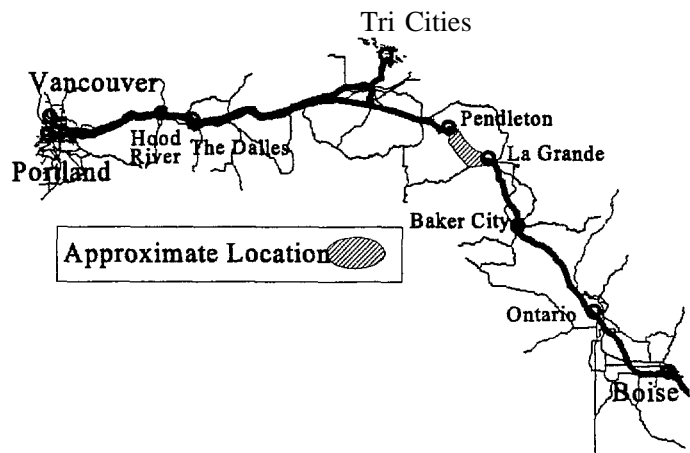 Tri Cities
Vancouver
Pendleton
Hood
River
The Dalles
La Grande
Portland
Baker City
Approximate Location
Ontario
Boise